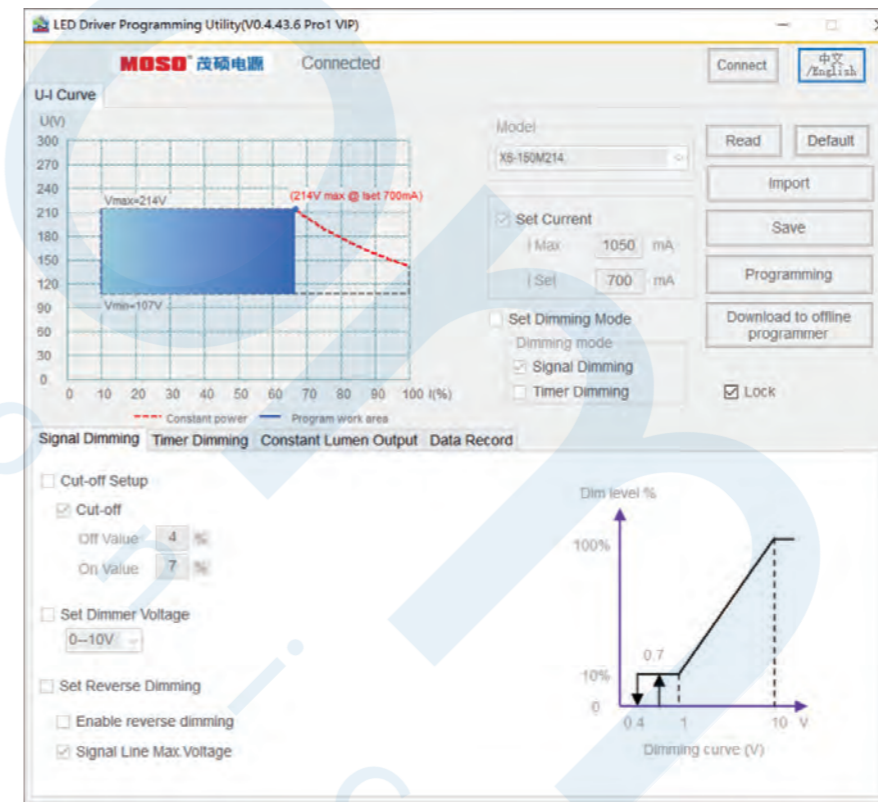 LED Driver Programming Utility(V0.4.43.6 Pro1 VIP)
MOSO® 茂硕电源
Connected
Connect
中文
/English
U-I Curve
U(V)
300
270
240
210
180
150
120
90
60
30
0
Vmax=214V
(214V max @ Iset 700mA)
Vmin=107V
0 10 20 30 40 50 60 70 80 90 100 I(%)
Constant power
Program work area
Model
X6-150M214
Set Current
I Max 1050 mA
I Set 700 mA
Set Dimming Mode
Dimming mode
Signal Dimming
Timer Dimming
Read
Default
Import
Save
Programming
Download to offline
programmer
Lock
Signal Dimming Timer Dimming Constant Lumen Output Data Record
Cut-off Setup
Cut-off
Off Value 4 %
On Value 7 %
Set Dimmer Voltage
0--10V
Set Reverse Dimming
Enable reverse dimming
Signal Line Max Voltage
Dim level %
100%
0.7
10%
0
0.4 1 10 V
Dimming curve (V)